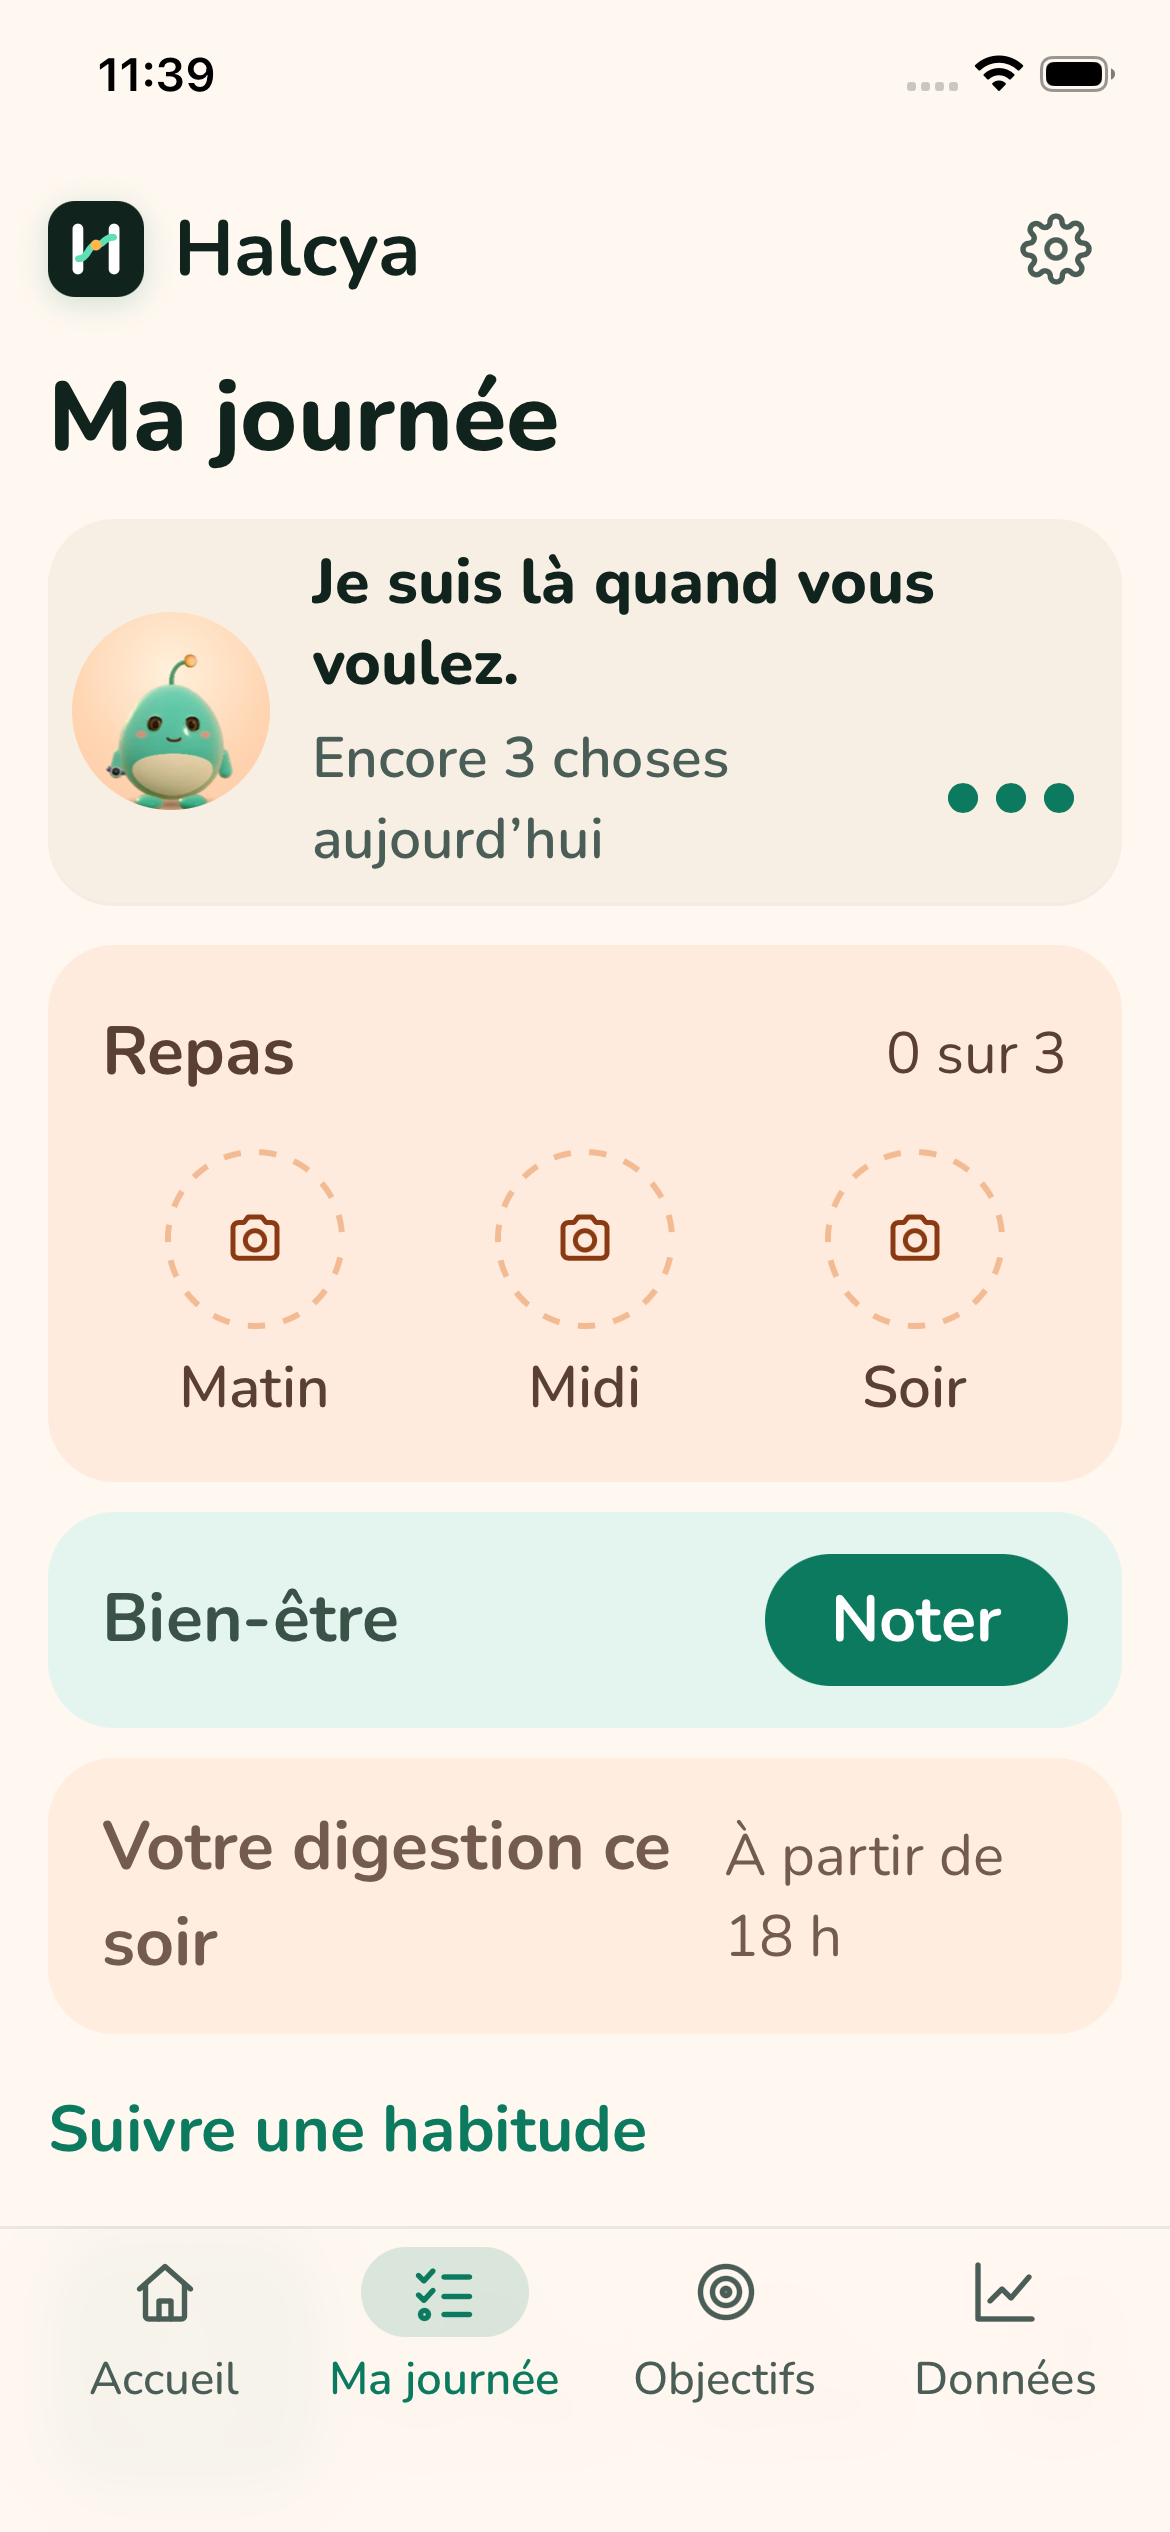 11:39
Halcya
Ma journée
Je suis là quand vous
voulez.
Encore 3 choses
aujourd’hui
Repas
0 sur 3
Matin
Midi
Soir
Bien-être
Noter
Votre digestion ce
soir
À partir de
18 h
Suivre une habitude
Accueil
Ma journée
Objectifs
Données